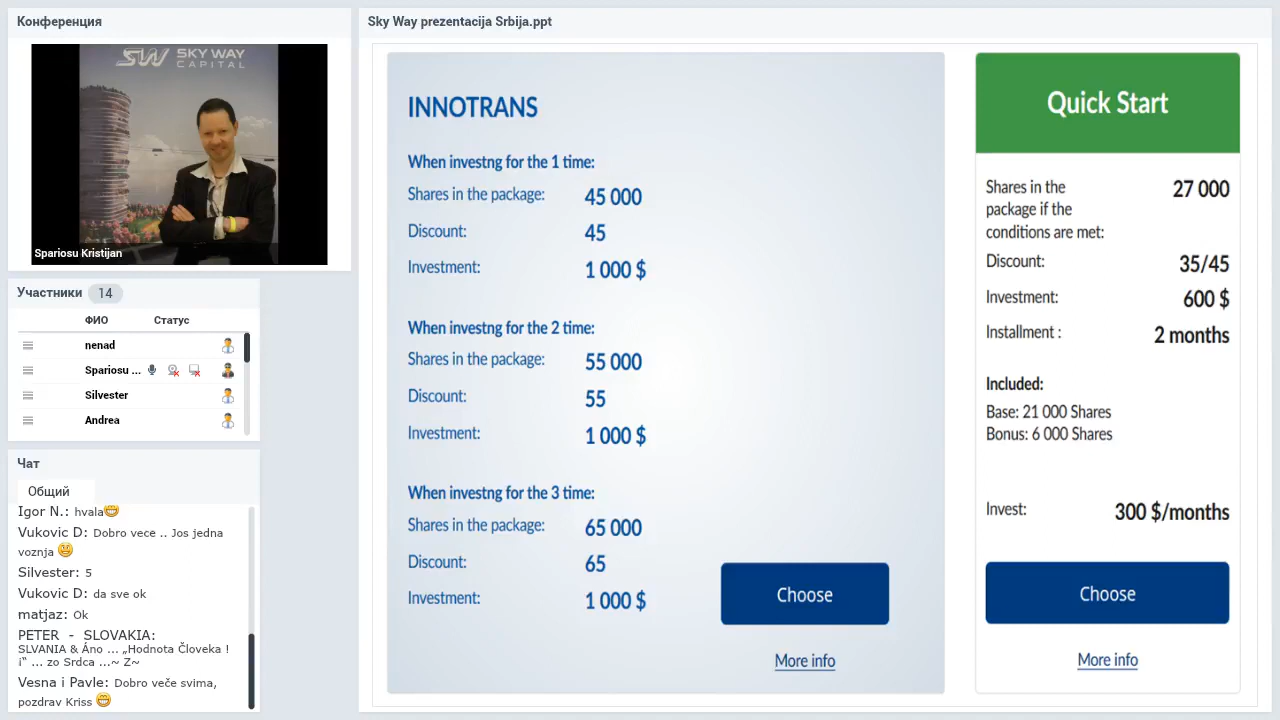 Конференция
SKY WAY
CAPITAL
Spariosu Kristijan
Участники 14
ФИО Статус
nenad
Spariosu ...
Silvester
Andrea
Чат
Общий
Igor N.: hvala
Vukovic D: Dobro vece .. Jos jedna
voznja
Silvester: 5
Vukovic D: da sve ok
matjaz: Ok
PETER - SLOVAKIA:
SLVANIA & Áno ... „Hodnota Človeka !
i“ ... zo Srdca ...~ Z~
Vesna i Pavle: Dobro veče svima,
pozdrav Kriss
Sky Way prezentacija Srbija.ppt
INNOTRANS
When investng for the 1 time:
Shares in the package: 45 000
Discount: 45
Investment: 1 000 $
When investng for the 2 time:
Shares in the package: 55 000
Discount: 55
Investment: 1 000 $
When investng for the 3 time:
Shares in the package: 65 000
Discount: 65
Investment: 1 000 $
Choose
More info
Quick Start
Shares in the 27 000
package if the
conditions are met:
Discount: 35/45
Investment: 600 $
Installment : 2 months
Included:
Base: 21 000 Shares
Bonus: 6 000 Shares
Invest: 300 $/months
Choose
More info